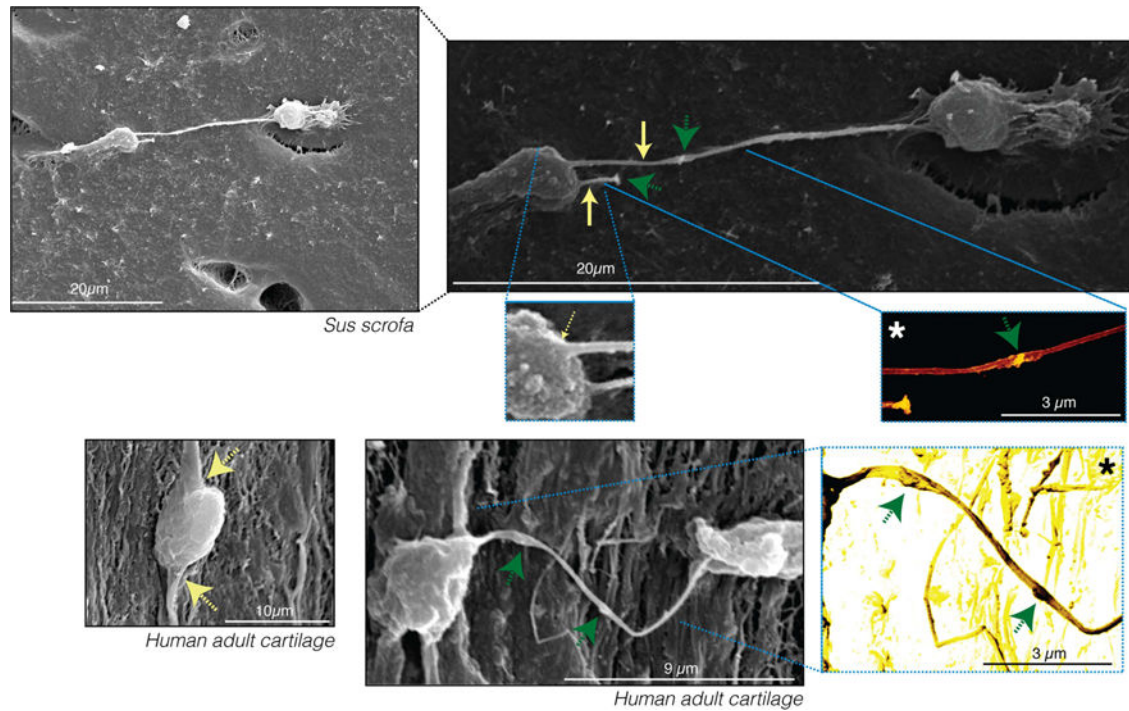 20µm
Sus scrofa
20µm
*
3 µm
10µm
Human adult cartilage
9 µm
Human adult cartilage
*
3 µm